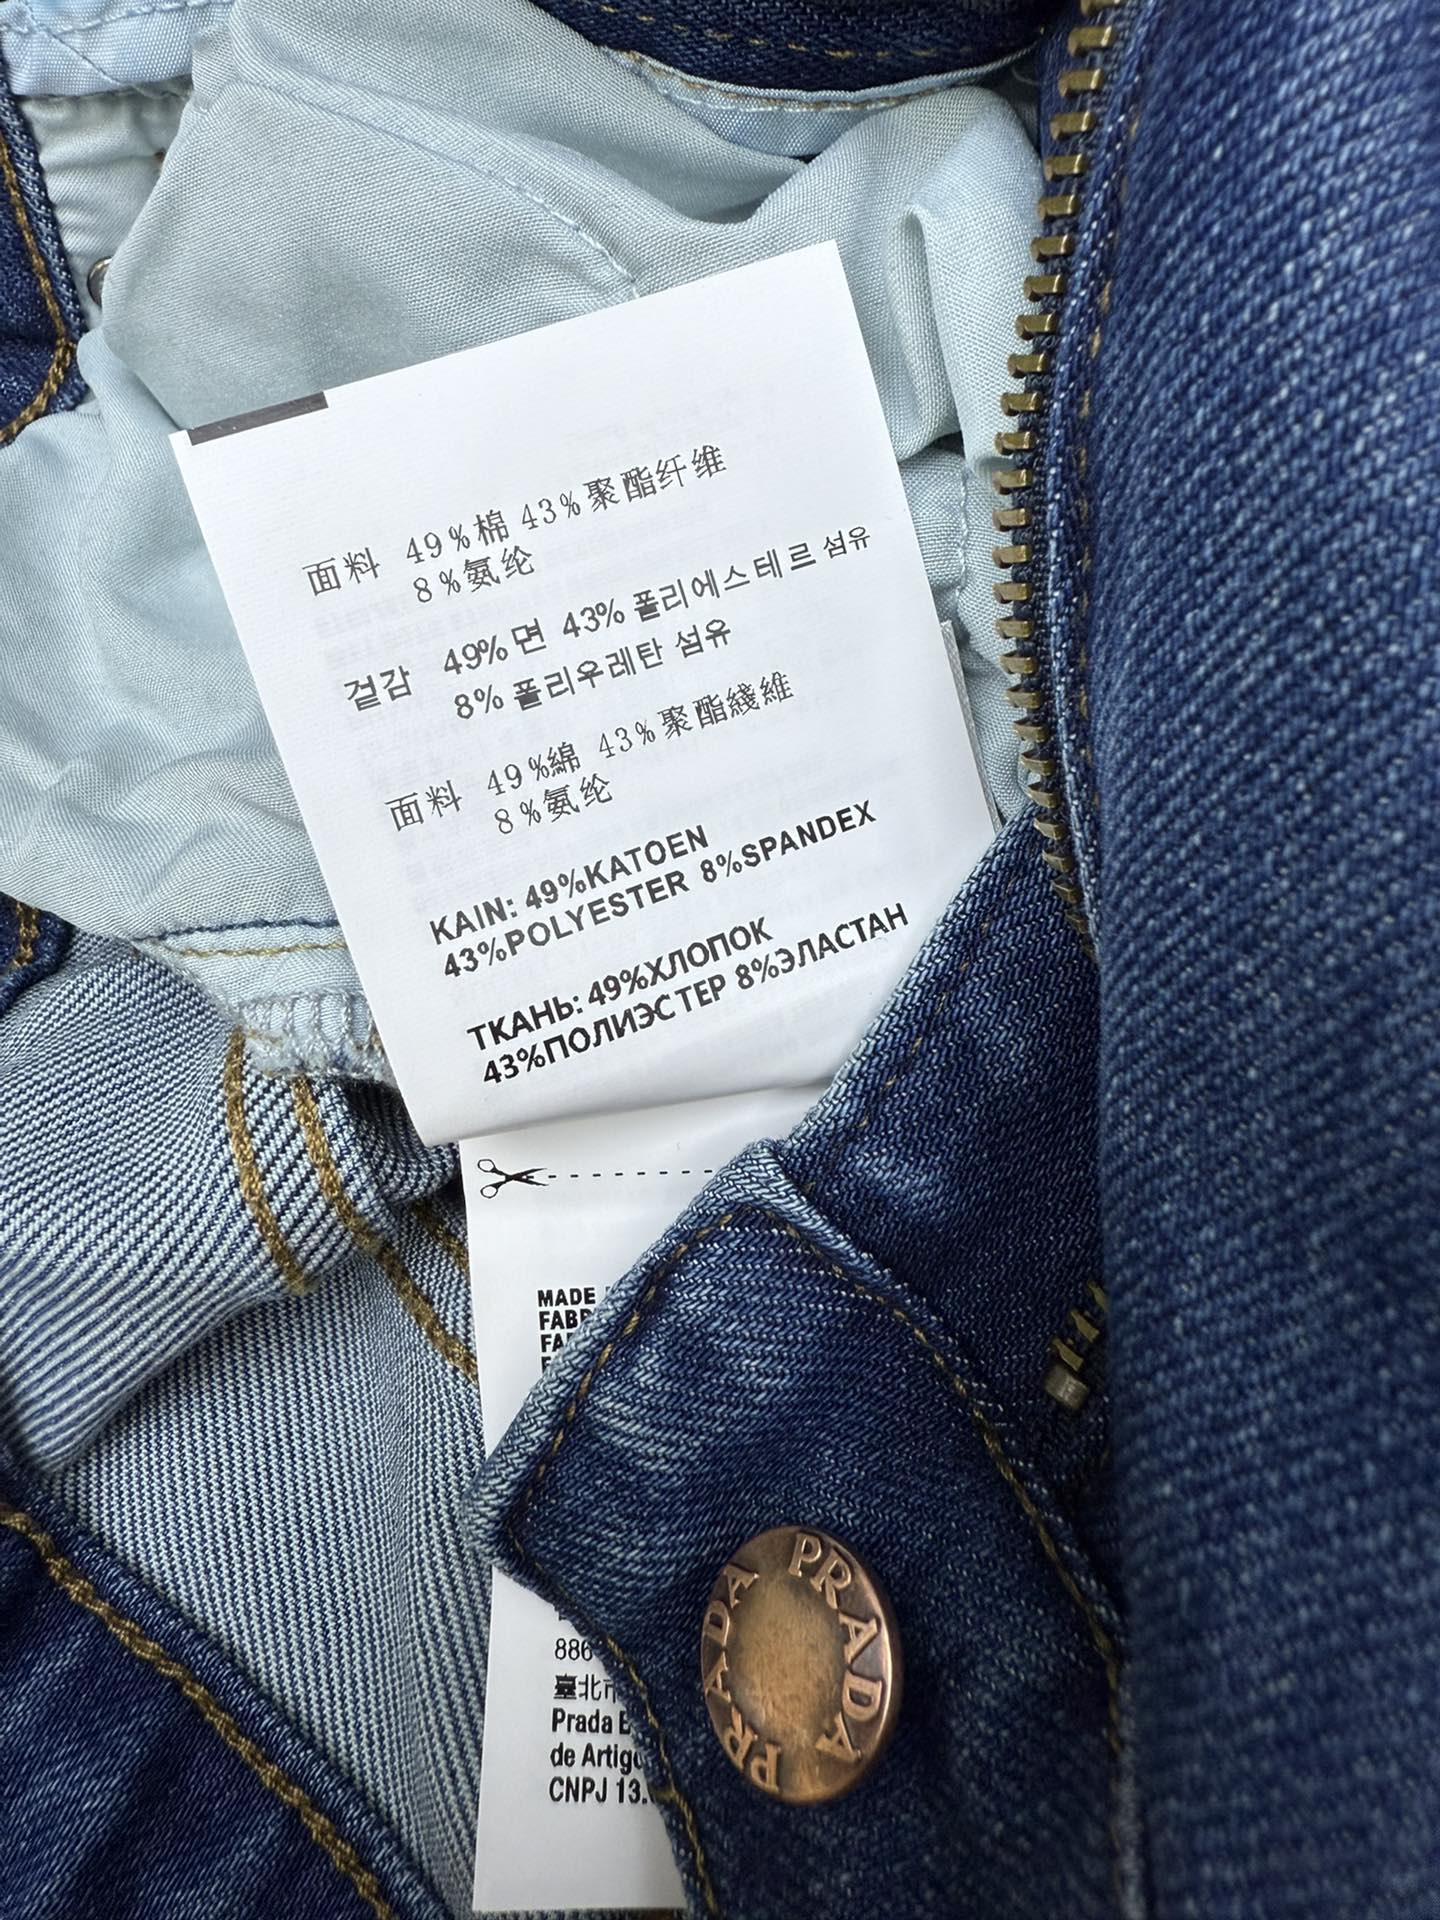 面料 49%棉 43%聚酯纤维
8%氨纶
겉감 49%면 43% 폴리에스테르 섬유
8% 폴리우레탄 섬유
面料 49%綿 43%聚酯綫維
8%氨纶
KAIN: 49%KATOEN
43%POLYESTER 8%SPANDEX
ТКАНЬ: 49%ХЛОПОК
43%ПОЛИЭСТЕР 8%ЭЛАСТАН
MADE
886
臺北市
Prada
de
CNPJ 13.
PRADA PRADA PR